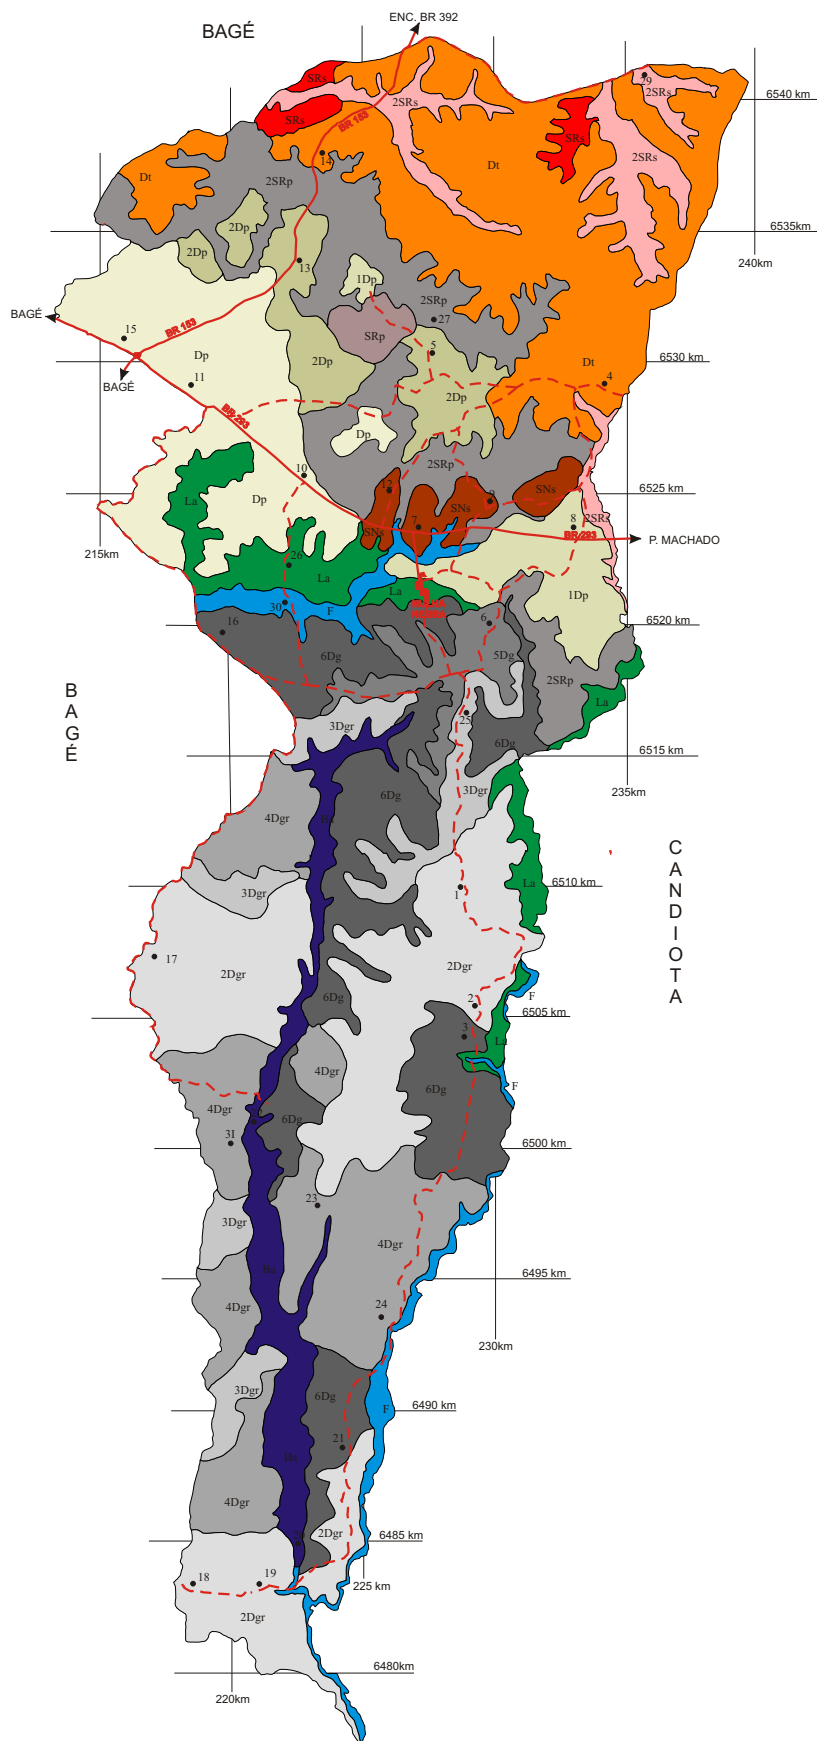 ENC. BR 392
BAGÉ
SRs
29
2SRs
6540 km
2SRs
SRs
BR 153
SRs
14
2SRs
Dt
Dt
2SRp
2Dp
6535km
2Dp
13
240km
1Dp
2SRp
BAGÉ
27
15
BR 153
SRp
5
Dp
2Dp
6530 km
Dt
4
BAGÉ
11
2Dp
BR 293
Dp
10
2SRp
12
9
SNs
6525 km
La
Dp
SNs
7
8
2SRs
SNs
BR 293
P. MACHADO
215km
26
La
La
1Dp
30
F
6
6520 km
16
6Dg
5Dg
2SRp
La
B
A
G
É
3Dgr
25
6Dg
6515 km
6Dg
3Dgr
235km
4Dgr
C
A
N
D
I
O
T
A
3Dgr
1
La
6510 km
17
2Dgr
2Dgr
6Dg
2
F
6505 km
3
La
4Dgr
6Dg
F
4Dgr
6Dg
3I
6500 km
23
3Dgr
4Dgr
6495 km
4Dgr
24
230km
3Dgr
6Dg
F
6490 km
21
4Dgr
2Dgr
6485 km
18
19
225 km
2Dgr
6480km
220km